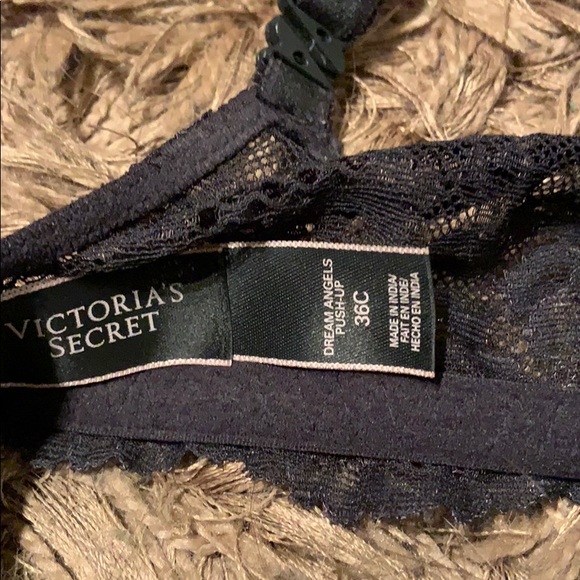 VICTORIA'S
SECRET
DREAM ANGELS
PUSH-UP
36C
MADE IN INDIA/
FAIT EN INDE/
HECHO EN INDIA